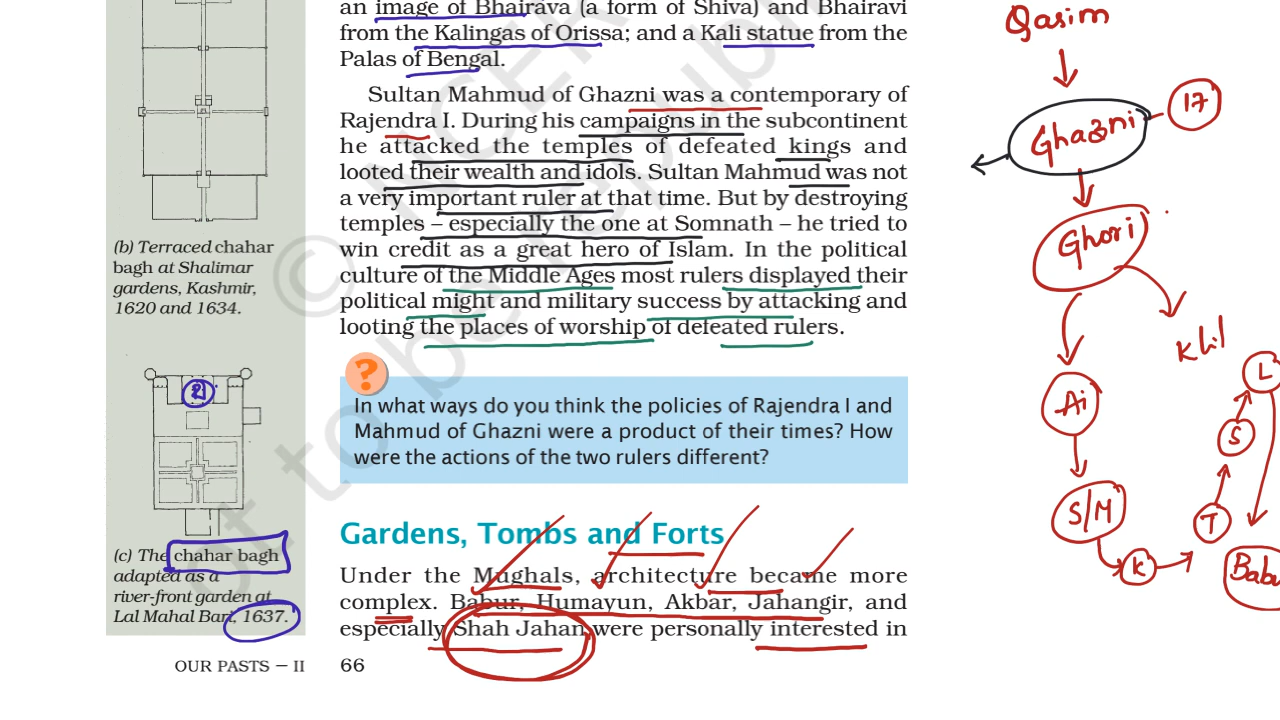 an image of Bhairava (a form of Shiva) and Bhairavi
from the Kalingas of Orissa; and a Kali statue from the
Palas of Bengal.
Sultan Mahmud of Ghazni was a contemporary of
Rajendra I. During his campaigns in the subcontinent
he attacked the temples of defeated kings and
looted their wealth and idols. Sultan Mahmud was not
a very important ruler at that time. But by destroying
temples – especially the one at Somnath – he tried to
win credit as a great hero of Islam. In the political
culture of the Middle Ages most rulers displayed their
political might and military success by attacking and
looting the places of worship of defeated rulers.
?
In what ways do you think the policies of Rajendra I and
Mahmud of Ghazni were a product of their times? How
were the actions of the two rulers different?
Gardens, Tombs and Forts
Under the Mughals, architecture became more
complex. Babur, Humayun, Akbar, Jahangir, and
especially Shah Jahan were personally interested in
(b) Terraced chahar
bagh at Shalimar
gardens, Kashmir,
1620 and 1634.
(c) The chahar bagh
adapted as a
river-front garden at
Lal Mahal Bari, 1637.
OUR PASTS – II
66
Qasim
Ghazni
17
Ghori
Khil
Ai
S/M
K
T
S
L
Babu
© NCER
not to be republi